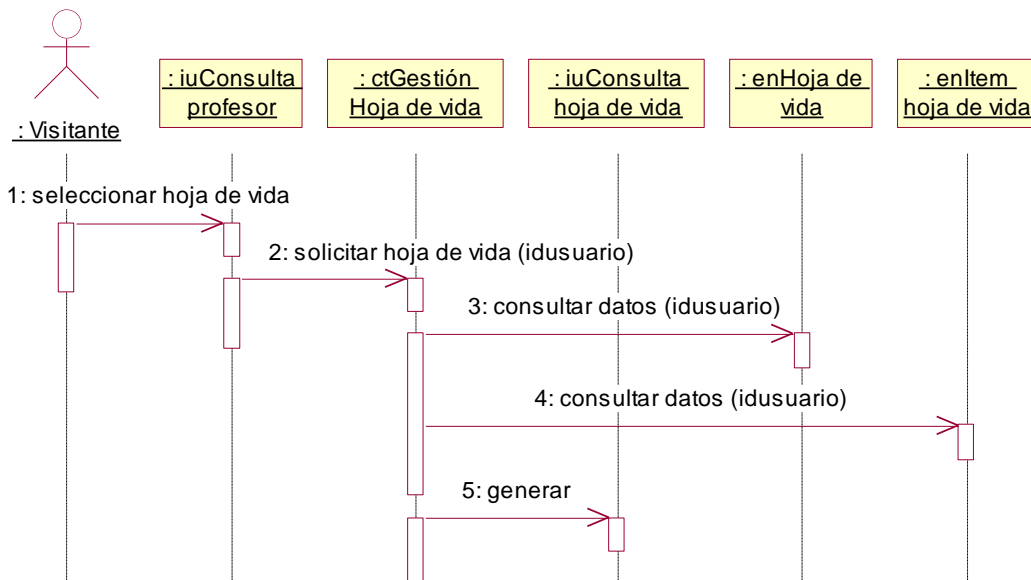 : Visitante
: iuConsulta
profesor
: ctGestión
Hoja de vida
: iuConsulta
hoja de vida
: enHoja de
vida
: enItem
hoja de vida
1: seleccionar hoja de vida
2: solicitar hoja de vida (idusuario)
3: consultar datos (idusuario)
4: consultar datos (idusuario)
5: generar